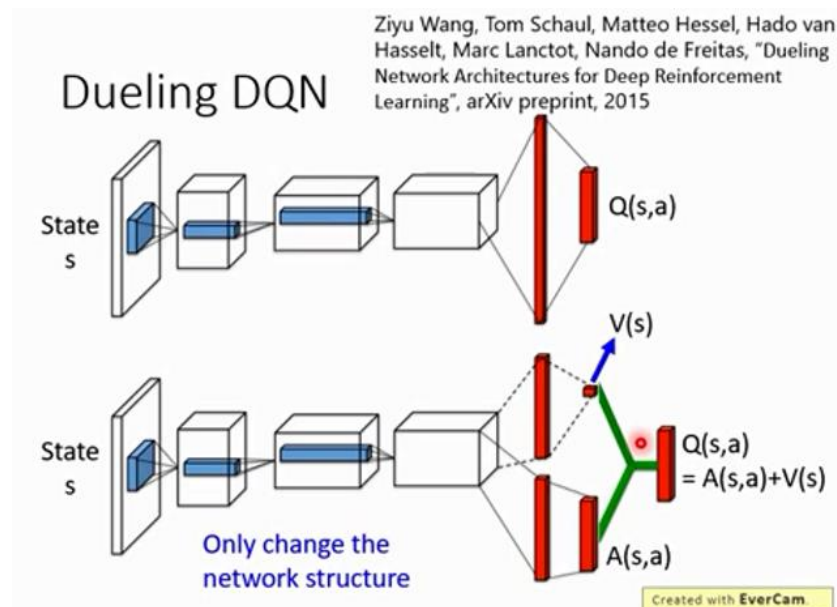 Ziyu Wang, Tom Schaul, Matteo Hessel, Hado van
Hasselt, Marc Lanctot, Nando de Freitas, "Dueling
Network Architectures for Deep Reinforcement
Learning", arXiv preprint, 2015
Dueling DQN
State
s
Q(s,a)
V(s)
State
s
Q(s,a)
= A(s,a)+V(s)
A(s,a)
Only change the
network structure
Created with EverCam.